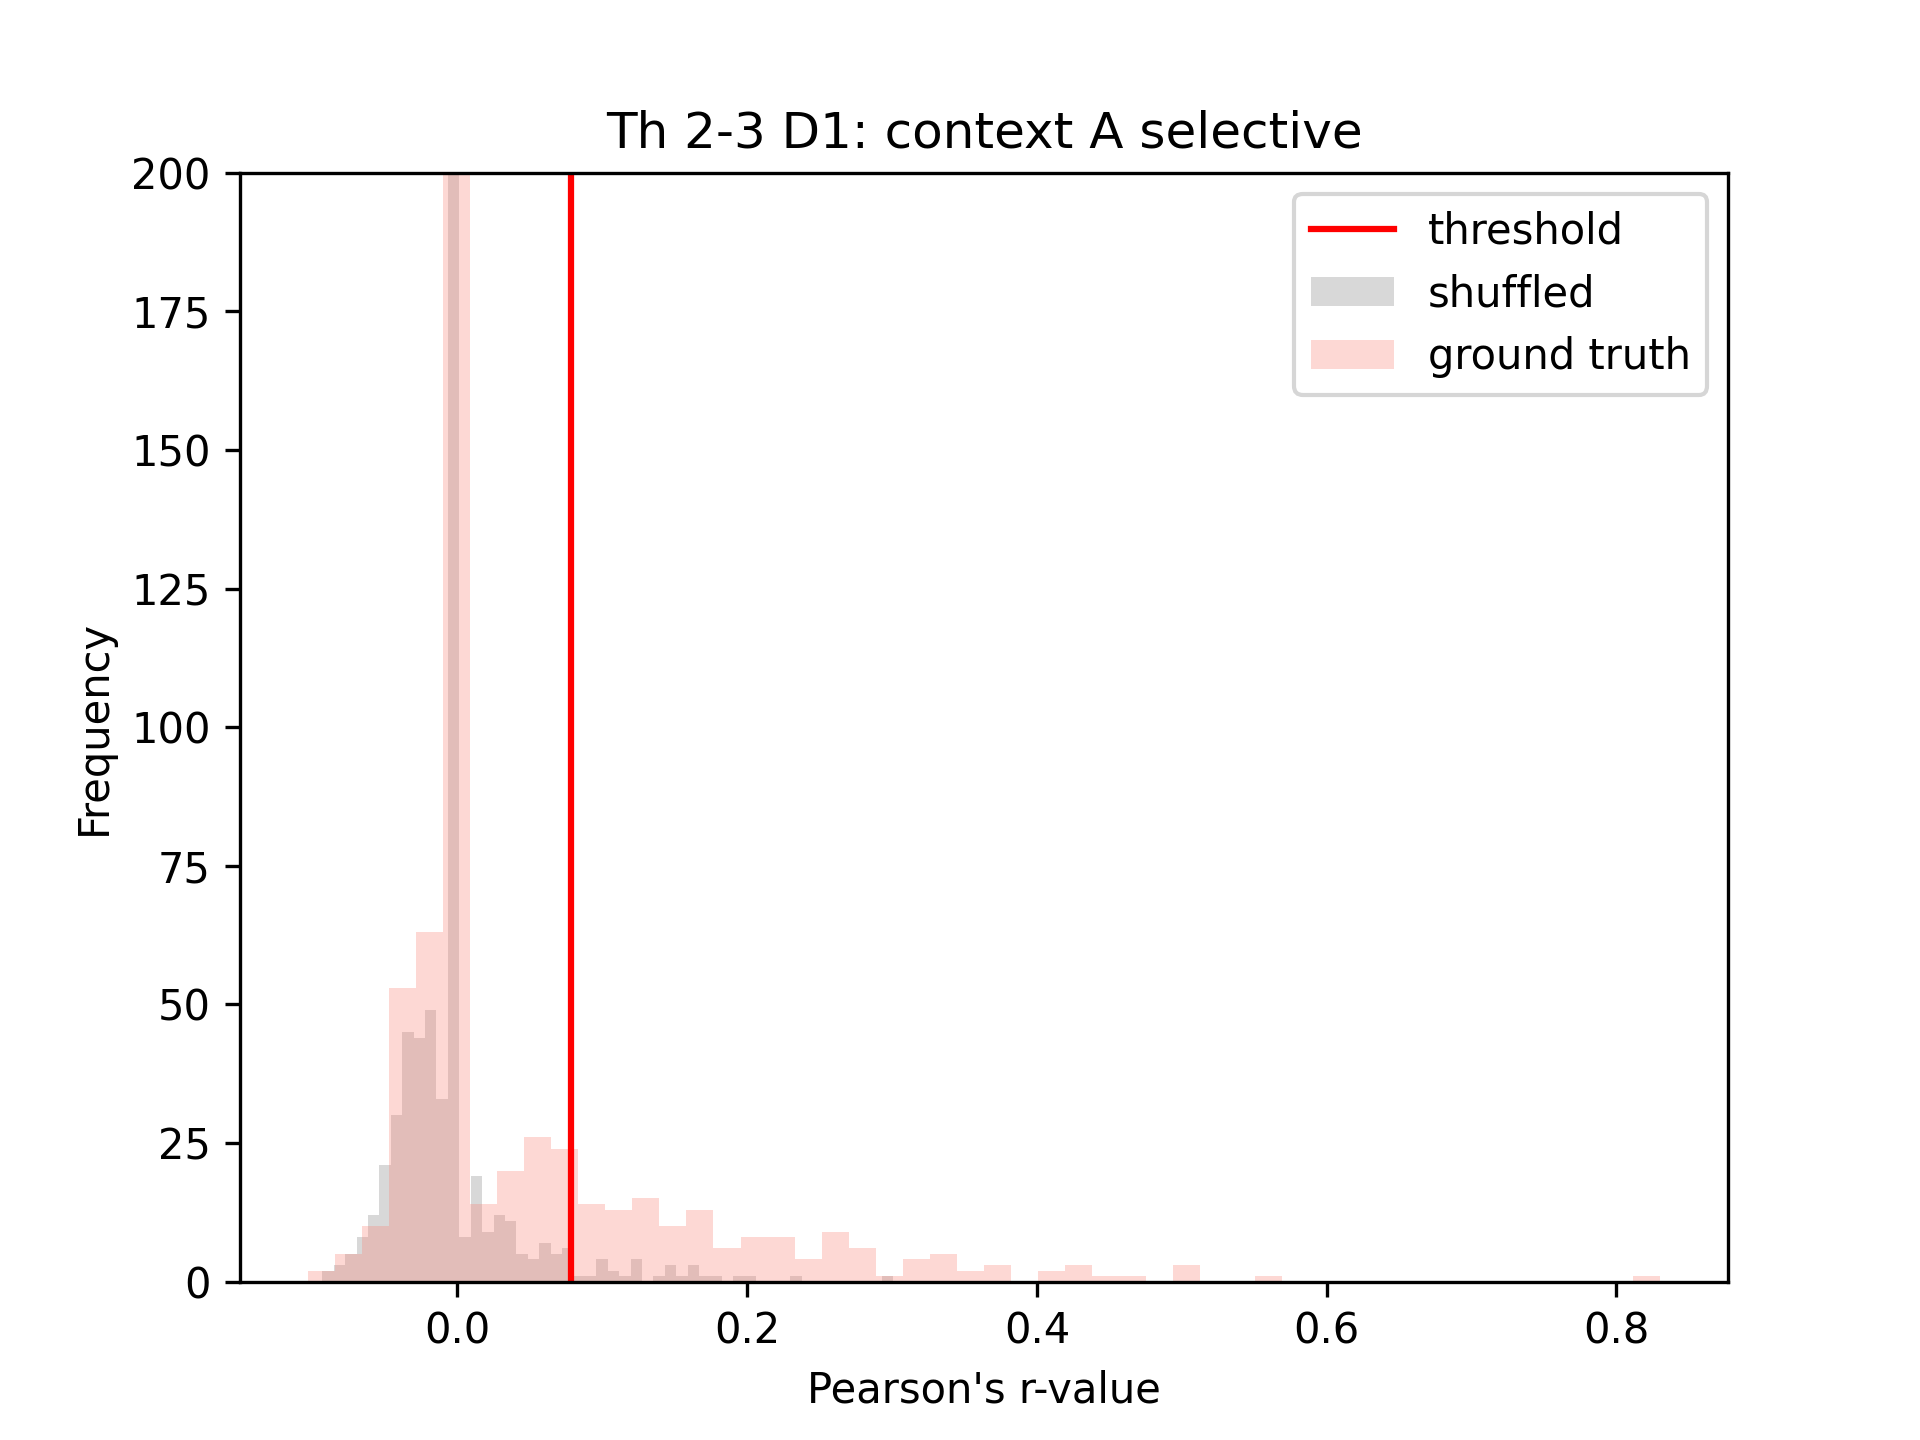 Th 2-3 D1: context A selective
threshold
shuffled
ground truth
200
175
150
125
100
75
50
25
0
Frequency
0.0 0.2 0.4 0.6 0.8
Pearson's r-value